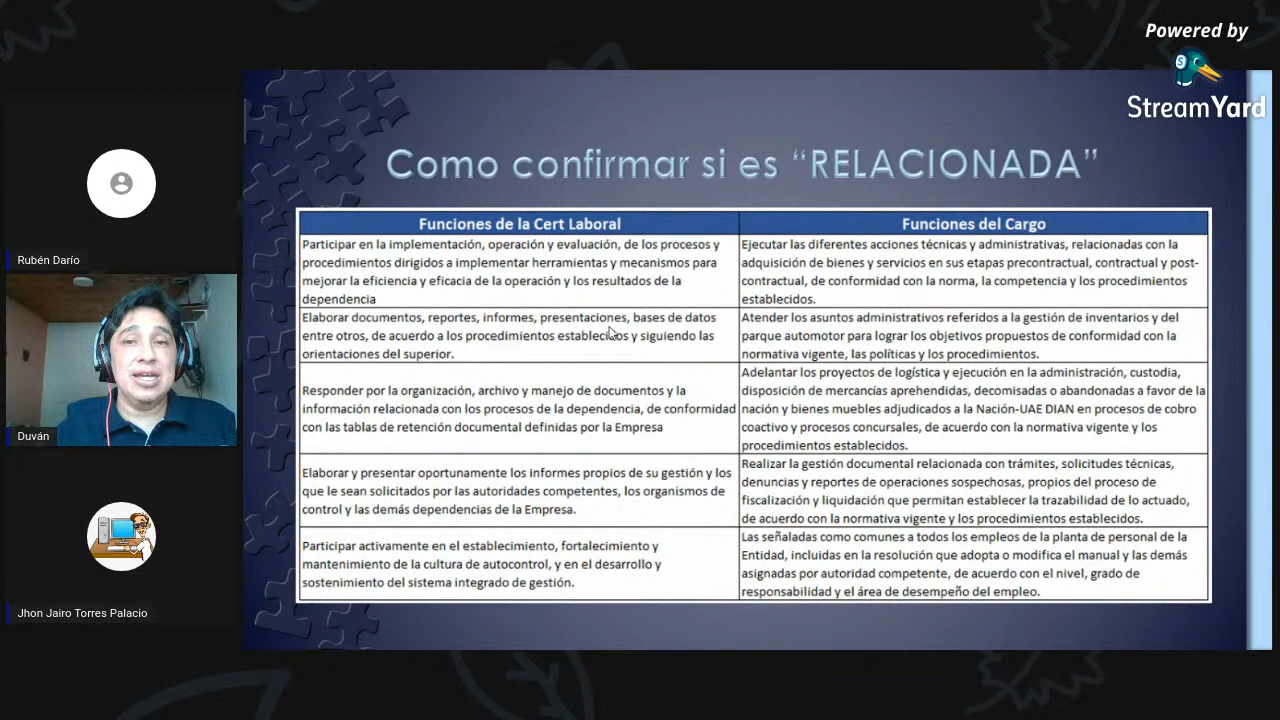 Powered by
StreamYard
Rubén Darío
Duván
Jhon Jairo Torres Palacio
Como confirmar si es “RELACIONADA”
Funciones de la Cert Laboral
Participar en la implementación, operación y evaluación, de los procesos y
procedimientos dirigidos a implementar herramientas y mecanismos para
mejorar la eficiencia y eficacia de la operación y los resultados de la
dependencia
Funciones del Cargo
Ejecutar las diferentes acciones técnicas y administrativas, relacionadas con la
adquisición de bienes y servicios en sus etapas precontractual, contractual y post-
contractual, de conformidad con la norma, la competencia y los procedimientos
establecidos.
Elaborar documentos, reportes, informes, presentaciones, bases de datos
entre otros, de acuerdo a los procedimientos establecidos y siguiendo las
orientaciones del superior.
Atender los asuntos administrativos referidos a la gestión de inventarios y del
parque automotor para lograr los objetivos propuestos de conformidad con la
normativa vigente, las políticas y los procedimientos.
Responder por la organización, archivo y manejo de documentos y la
información relacionada con los procesos de la dependencia, de conformidad
con las tablas de retención documental definidas por la Empresa
Adelantar los proyectos de logística y ejecución en la administración, custodia,
disposición de mercancías aprehendidas, decomisadas o abandonadas a favor de la
nación y bienes muebles adjudicados a la Nación-UAE DIAN en procesos de cobro
coactivo y procesos concursales, de acuerdo con la normativa vigente y los
procedimientos establecidos.
Elaborar y presentar oportunamente los informes propios de su gestión y los
que le sean solicitados por las autoridades competentes, los organismos de
control y las demás dependencias de la Empresa.
Realizar la gestión documental relacionada con trámites, solicitudes técnicas,
denuncias y reportes de operaciones sospechosas, propios del proceso de
fiscalización y liquidación que permitan establecer la trazabilidad de lo actuado,
de acuerdo con la normativa vigente y los procedimientos establecidos.
Participar activamente en el establecimiento, fortalecimiento y
mantenimiento de la cultura de autocontrol, y en el desarrollo y
sostenimiento del sistema integrado de gestión.
Las señaladas como comunes a todos los empleos de la planta de personal de la
Entidad, incluidas en la resolución que adopta o modifica el manual y las demás
asignadas por autoridad competente, de acuerdo con el nivel, grado de
responsabilidad y el área de desempeño del empleo.